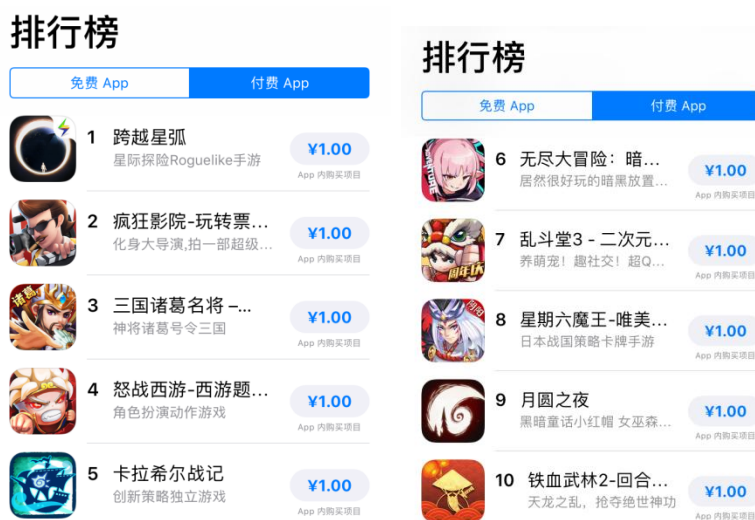 排行榜
免费 App
付费 App
1 跨越星弧
星际探险Roguelike手游
¥1.00
App 内购买项目
2 疯狂影院-玩转票...
化身大导演,拍一部超级...
¥1.00
App 内购买项目
诸葛
3 三国诸葛名将 –...
神将诸葛号令三国
¥1.00
App 内购买项目
4 怒战西游-西游题...
角色扮演动作游戏
¥1.00
App 内购买项目
5 卡拉希尔战记
创新策略独立游戏
¥1.00
App 内购买项目
排行榜
免费 App
付费 App
6 无尽大冒险：暗...
居然很好玩的暗黑放置...
¥1.00
App 内购买项目
周年庆
7 乱斗堂3 - 二次元...
养萌宠！趣社交！超Q...
¥1.00
App 内购买项目
8 星期六魔王-唯美...
日本战国策略卡牌手游
¥1.00
App 内购买项目
9 月圆之夜
黑暗童话小红帽 女巫森...
¥1.00
App 内购买项目
10 铁血武林2-回合...
天龙之乱，抢夺绝世神功
¥1.00
App 内购买项目